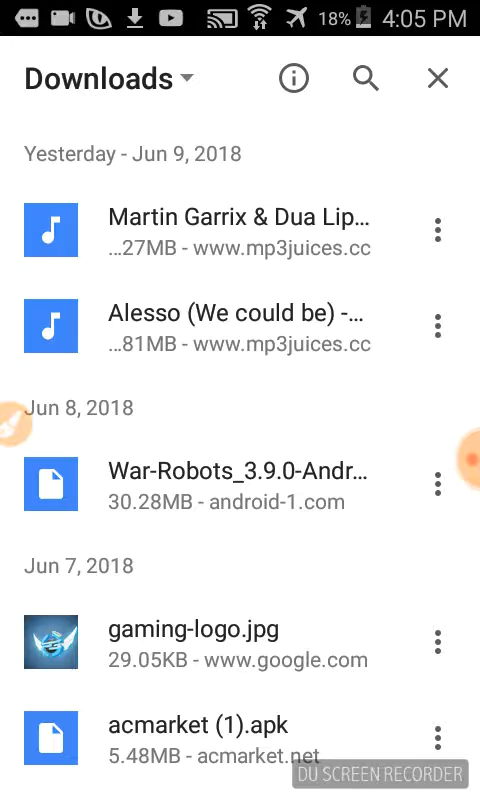 18% 4:05 PM
Downloads
Yesterday - Jun 9, 2018
Martin Garrix & Dua Lip...
...27MB - www.mp3juices.cc
Alesso (We could be) -...
...81MB - www.mp3juices.cc
Jun 8, 2018
War-Robots_3.9.0-Andr...
30.28MB - android-1.com
Jun 7, 2018
gaming-logo.jpg
29.05KB - www.google.com
acmarket (1).apk
5.48MB - acmarket.net
DU SCREEN RECORDER